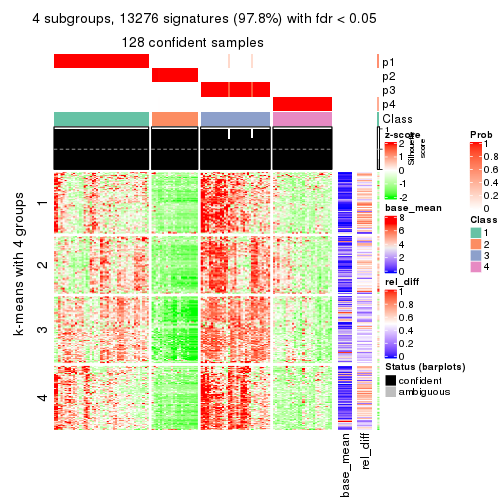 4 subgroups, 13276 signatures (97.8%) with fdr < 0.05
128 confident samples
p1
p2
p3
p4
Class
1
Silhouette
score
k-means with 4 groups
1
2
3
4
base_mean
rel_diff
z-score
2
1
0
-1
-2
base_mean
8
6
4
2
0
rel_diff
1
0.8
0.6
0.4
0.2
0
Status (barplots)
confident
ambiguous
Prob
1
0.8
0.6
0.4
0.2
0
Class
1
2
3
4